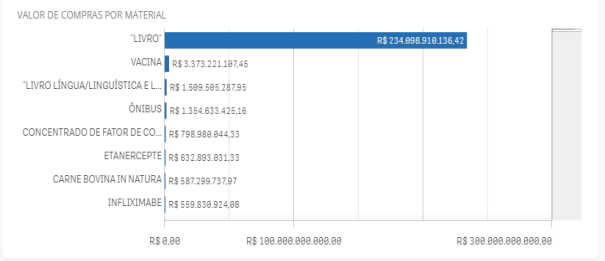 VALOR DE COMPRAS POR MATERIAL
"LIVRO" R$ 234.098.910.136,42
VACINA R$ 3.373.221.107,45
"LIVRO LÍNGUA/LINGUÍSTICA E L... R$ 1.509.505.287,95
ÔNIBUS R$ 1.354.633.425,16
CONCENTRADO DE FATOR DE CO... R$ 798.980.044,33
ETANERCEPTE R$ 632.893.031,33
CARNE BOVINA IN NATURA R$ 587.299.737,97
INFLIXIMABE R$ 559.830.924,08
R$ 0,00 R$ 100.000.000.000,00 R$ 300.000.000.000,00